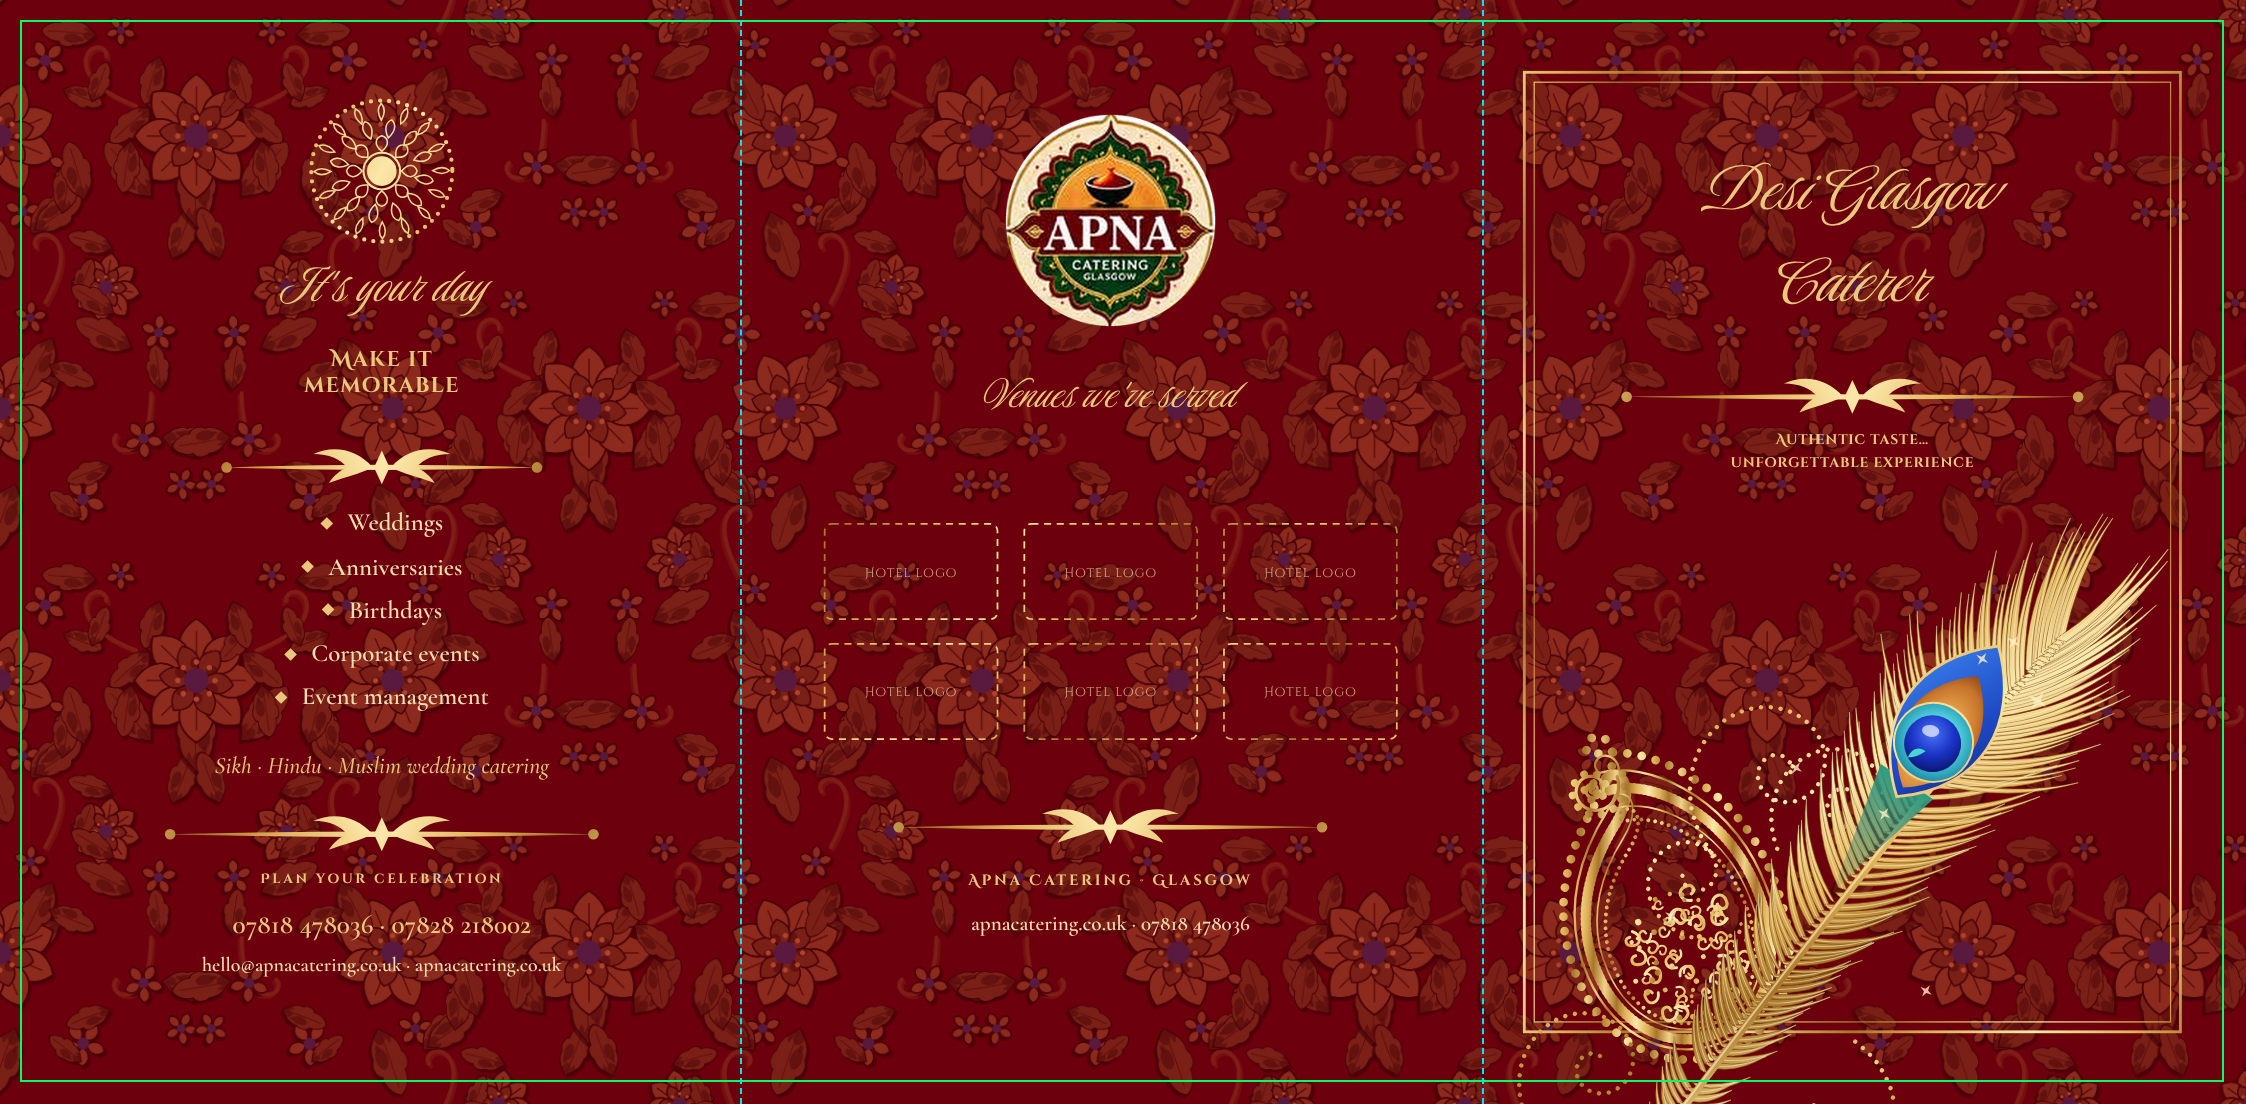 It's your day
MAKE IT
MEMORABLE
Weddings
Anniversaries
Birthdays
Corporate events
Event management
Sikh · Hindu · Muslim wedding catering
PLAN YOUR CELEBRATION
07818 478036 · 07828 218002
hello@apnacatering.co.uk · apnacatering.co.uk
APNA
CATERING
GLASGOW
Venues we've served
HOTEL LOGO
HOTEL LOGO
HOTEL LOGO
HOTEL LOGO
HOTEL LOGO
HOTEL LOGO
APNA CATERING · GLASGOW
apnacatering.co.uk · 07818 478036
Desi Glasgow
Caterer
AUTHENTIC TASTE...
UNFORGETTABLE EXPERIENCE